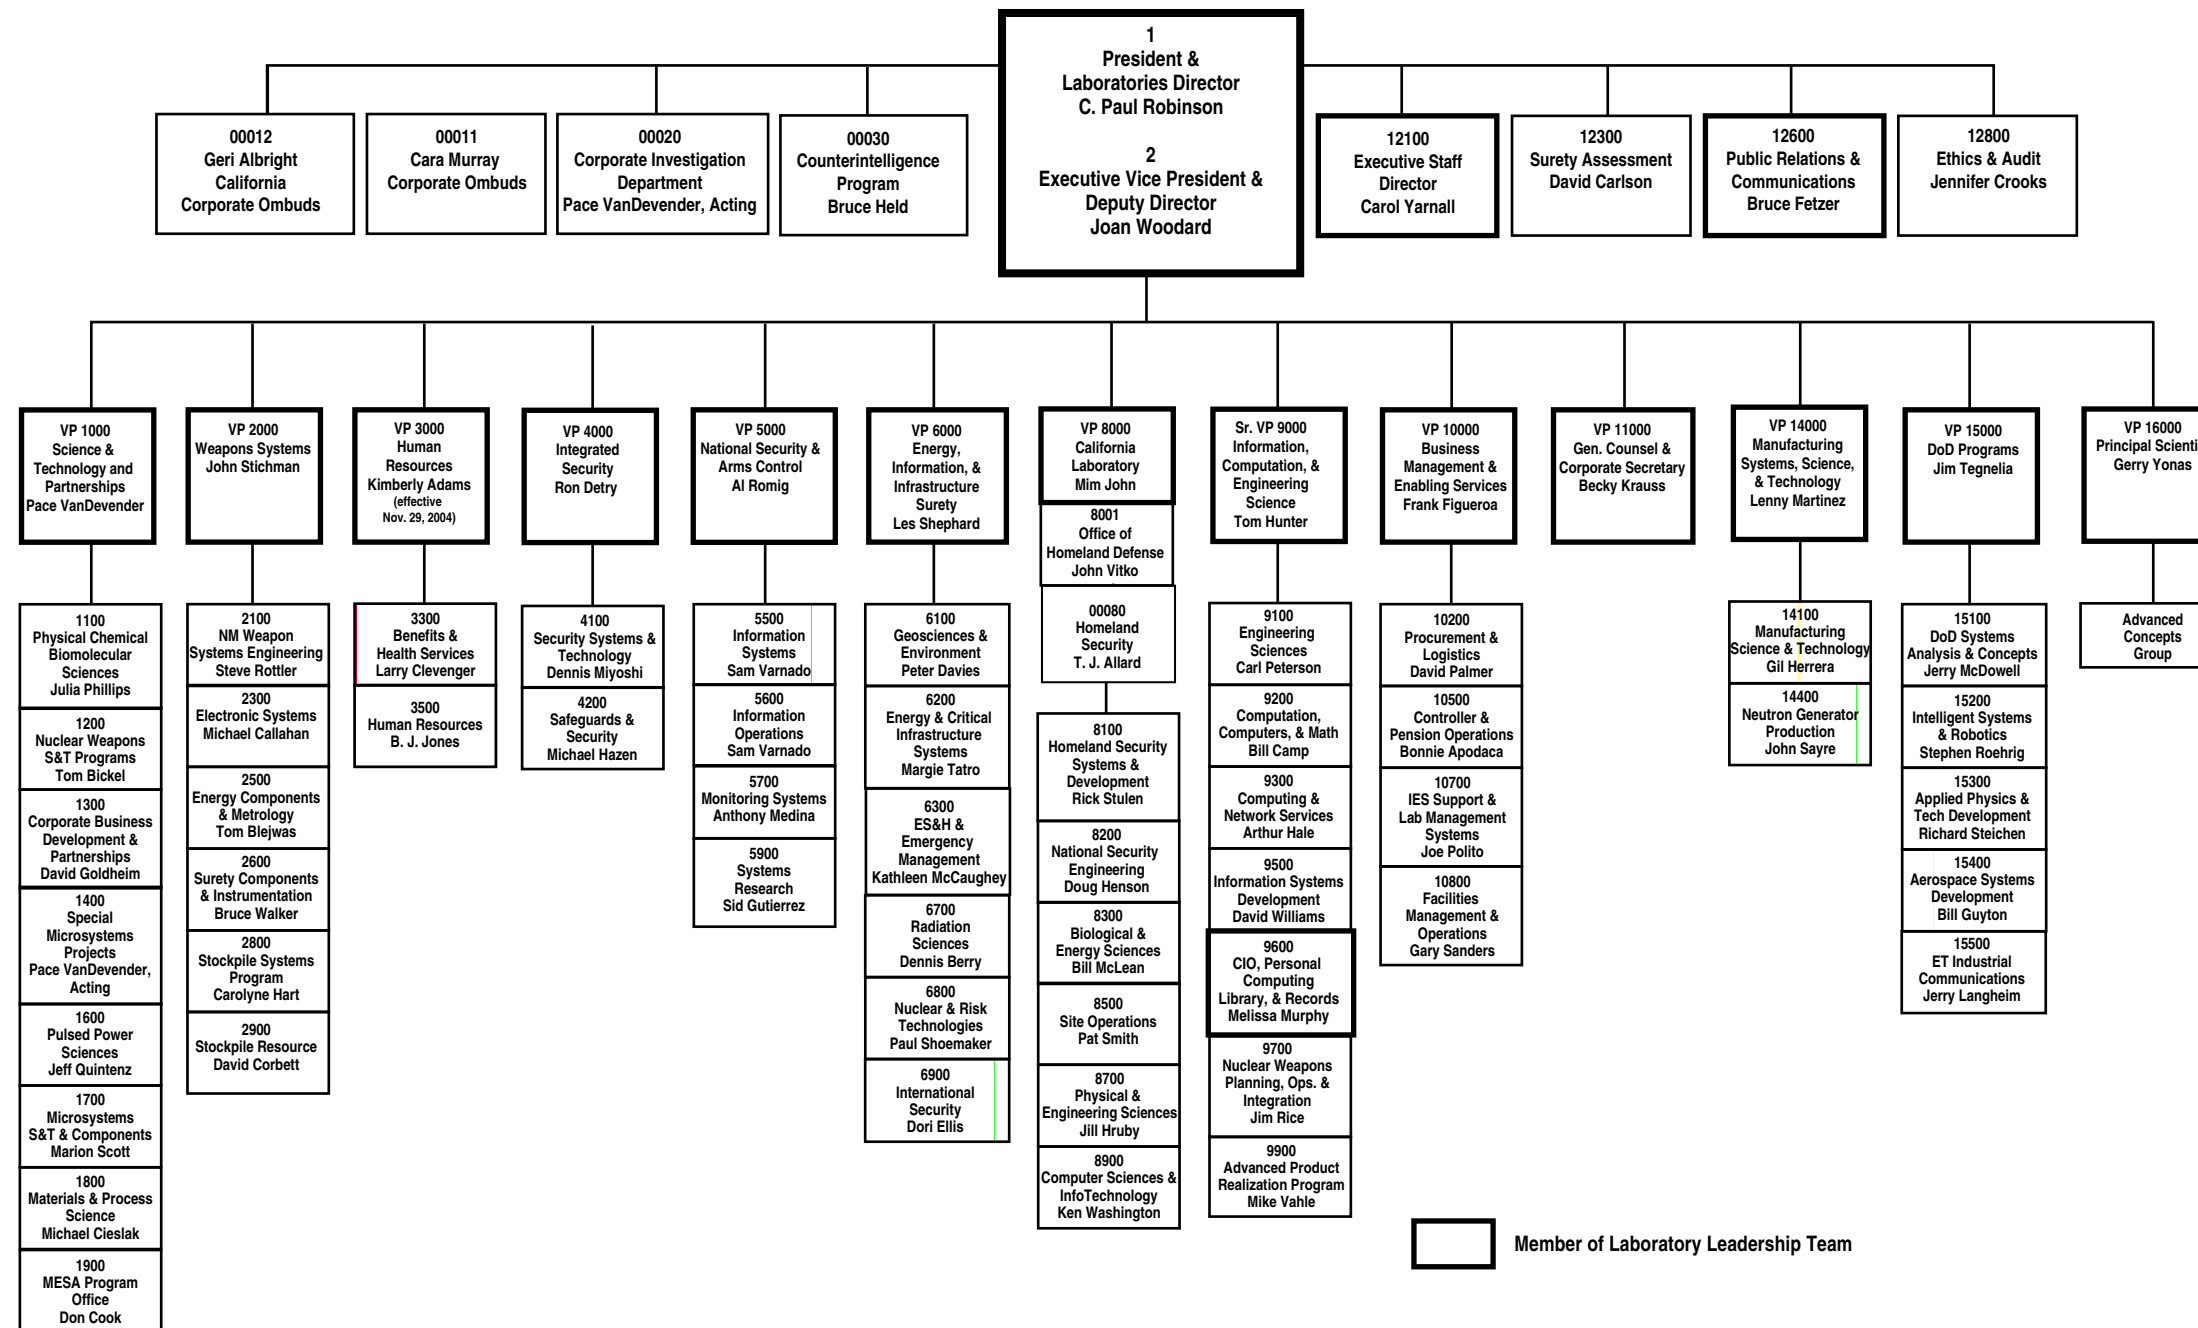 1
President &
Laboratories Director
C. Paul Robinson
2
Executive Vice President &
Deputy Director
Joan Woodard
00012
Geri Albright
California
Corporate Ombuds
00011
Cara Murray
Corporate Ombuds
00020
Corporate Investigation
Department
Pace VanDevender, Acting
00030
Counterintelligence
Program
Bruce Held
12100
Executive Staff
Director
Carol Yarnall
12300
Surety Assessment
David Carlson
12600
Public Relations &
Communications
Bruce Fetzer
12800
Ethics & Audit
Jennifer Crooks
VP 1000
Science &
Technology and
Partnerships
Pace VanDevender
1100
Physical Chemical
Biomolecular
Sciences
Julia Phillips
1200
Nuclear Weapons
S&T Programs
Tom Bickel
1300
Corporate Business
Development &
Partnerships
David Goldheim
1400
Special
Microsystems
Projects
Pace VanDevender,
Acting
1600
Pulsed Power
Sciences
Jeff Quintenz
1700
Microsystems
S&T & Components
Marion Scott
1800
Materials & Process
Science
Michael Cieslak
1900
MESA Program
Office
Don Cook
VP 2000
Weapons Systems
John Stichman
2100
NM Weapon
Systems Engineering
Steve Rottler
2300
Electronic Systems
Michael Callahan
2500
Energy Components
& Metrology
Tom Blejwas
2600
Surety Components
& Instrumentation
Bruce Walker
2800
Stockpile Systems
Program
Carolyne Hart
2900
Stockpile Resource
David Corbett
VP 3000
Human
Resources
Kimberly Adams
(effective
Nov. 29, 2004)
3300
Benefits &
Health Services
Larry Clevenger
3500
Human Resources
B. J. Jones
VP 4000
Integrated
Security
Ron Detry
4100
Security Systems &
Technology
Dennis Miyoshi
4200
Safeguards &
Security
Michael Hazen
VP 5000
National Security &
Arms Control
Al Romig
5500
Information
Systems
Sam Varnado
5600
Information
Operations
Sam Varnado
5700
Monitoring Systems
Anthony Medina
5900
Systems
Research
Sid Gutierrez
VP 6000
Energy,
Information, &
Infrastructure
Surety
Les Shephard
6100
Geosciences &
Environment
Peter Davies
6200
Energy & Critical
Infrastructure
Systems
Margie Tatro
6300
ES&H &
Emergency
Management
Kathleen McCaughey
6700
Radiation
Sciences
Dennis Berry
6800
Nuclear & Risk
Technologies
Paul Shoemaker
6900
International
Security
Dori Ellis
VP 8000
California
Laboratory
Mim John
8001
Office of
Homeland Defense
John Vitko
00080
Homeland
Security
T. J. Allard
8100
Homeland Security
Systems &
Development
Rick Stulen
8200
National Security
Engineering
Doug Henson
8300
Biological &
Energy Sciences
Bill McLean
8500
Site Operations
Pat Smith
8700
Physical &
Engineering Sciences
Jill Hruby
8900
Computer Sciences &
InfoTechnology
Ken Washington
Sr. VP 9000
Information,
Computation, &
Engineering
Science
Tom Hunter
9100
Engineering
Sciences
Carl Peterson
9200
Computation,
Computers, & Math
Bill Camp
9300
Computing &
Network Services
Arthur Hale
9500
Information Systems
Development
David Williams
9600
CIO, Personal
Computing
Library, & Records
Melissa Murphy
9700
Nuclear Weapons
Planning, Ops. &
Integration
Jim Rice
9900
Advanced Product
Realization Program
Mike Vahle
VP 10000
Business
Management &
Enabling Services
Frank Figueroa
10200
Procurement &
Logistics
David Palmer
10500
Controller &
Pension Operations
Bonnie Apodaca
10700
IES Support &
Lab Management
Systems
Joe Polito
10800
Facilities
Management &
Operations
Gary Sanders
VP 11000
Gen. Counsel &
Corporate Secretary
Becky Krauss
VP 14000
Manufacturing
Systems, Science,
& Technology
Lenny Martinez
14100
Manufacturing
Science & Technology
Gil Herrera
14400
Neutron Generator
Production
John Sayre
VP 15000
DoD Programs
Jim Tegnelia
15100
DoD Systems
Analysis & Concepts
Jerry McDowell
15200
Intelligent Systems
& Robotics
Stephen Roehrig
15300
Applied Physics &
Tech Development
Richard Steichen
15400
Aerospace Systems
Development
Bill Guyton
15500
ET Industrial
Communications
Jerry Langheim
VP 16000
Principal Scienti
Gerry Yonas
Advanced
Concepts
Group
Member of Laboratory Leadership Team